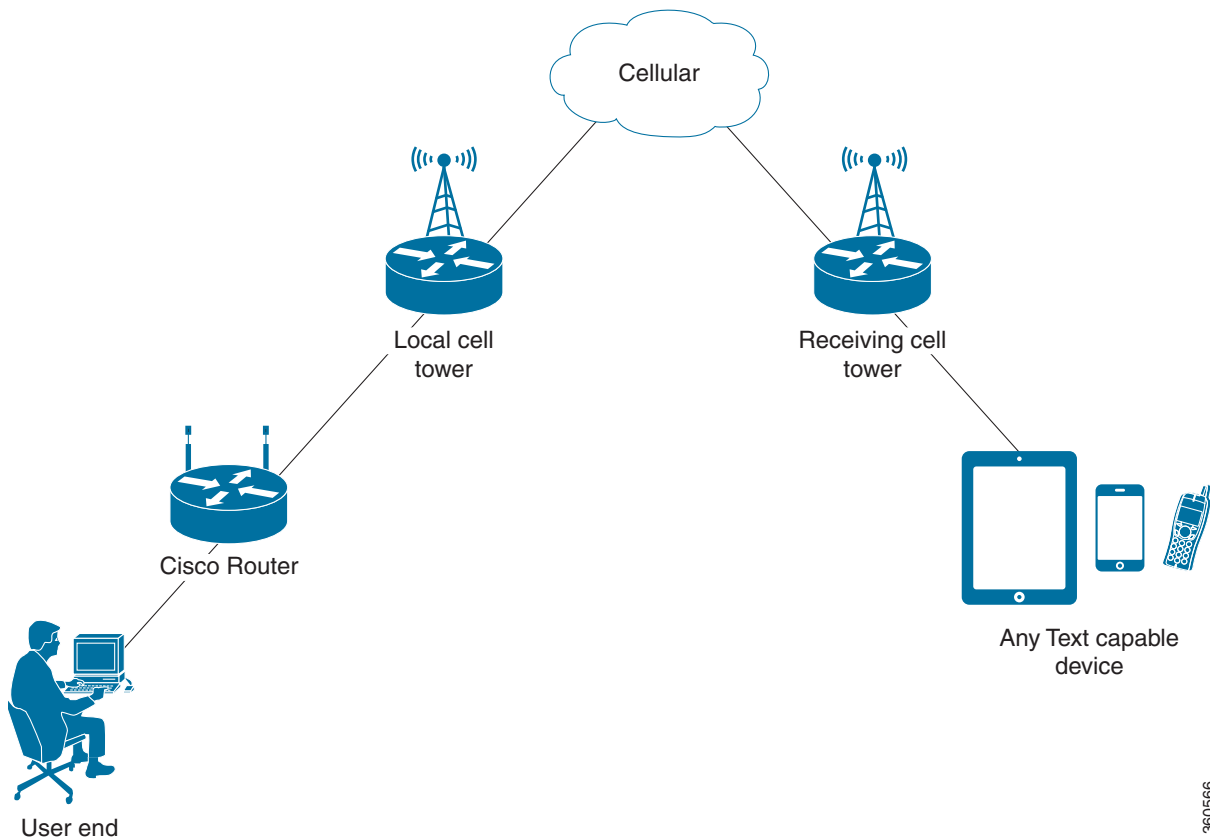 Cellular
Local cell
tower
Receiving cell
tower
Cisco Router
Any Text capable
device
User end
360566